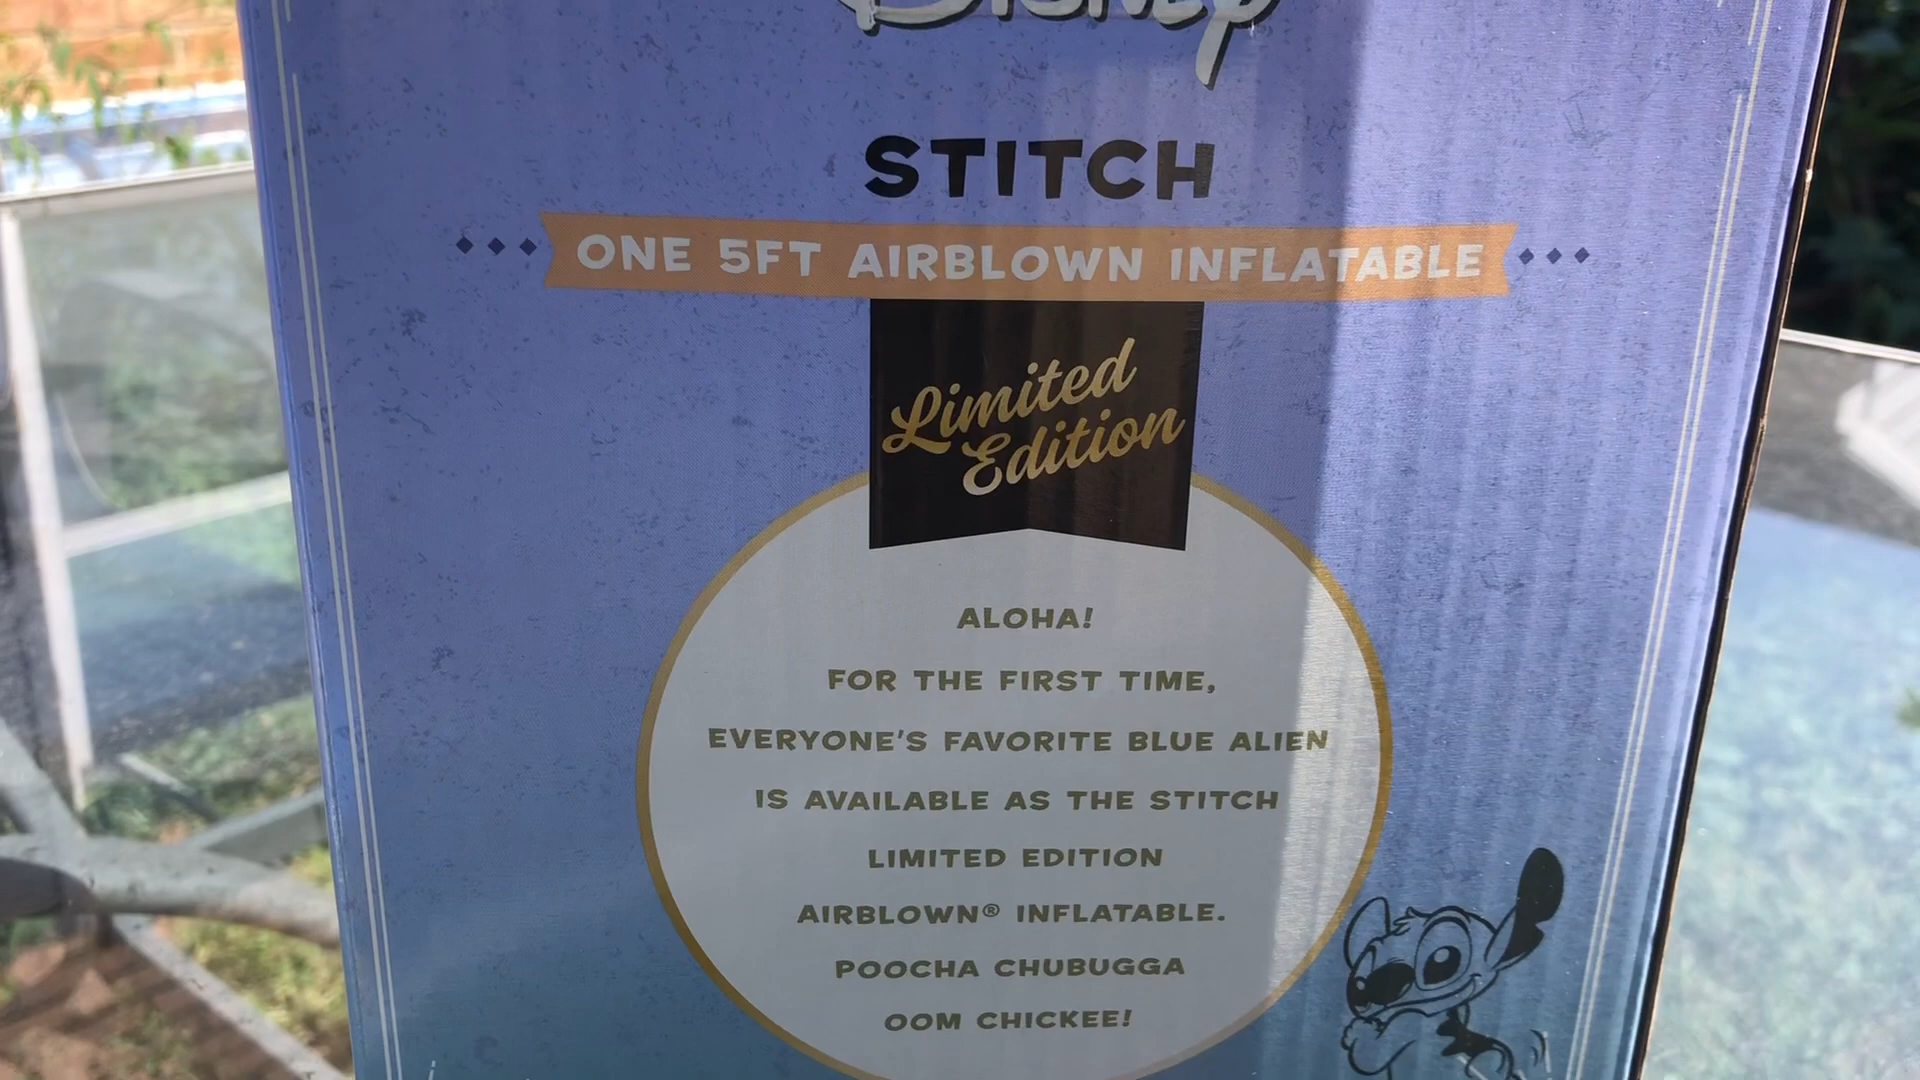 Disney
STITCH
ONE 5FT AIRBLOWN INFLATABLE
Limited
Edition
ALOHA!
FOR THE FIRST TIME,
EVERYONE'S FAVORITE BLUE ALIEN
IS AVAILABLE AS THE STITCH
LIMITED EDITION
AIRBLOWN® INFLATABLE.
POOCHA CHUBUGGA
OOM CHICKEE!